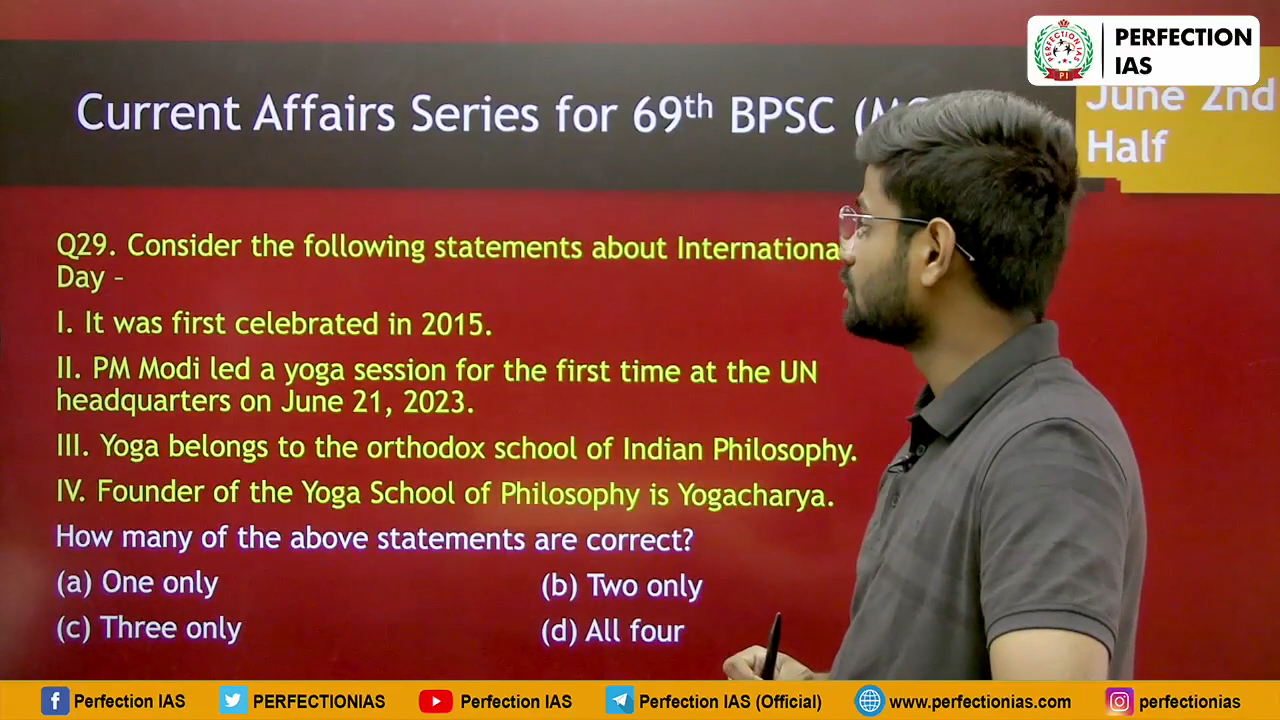 PERFECTION
IAS
Current Affairs Series for 69th BPSC
June 2nd
Half
Q29. Consider the following statements about
Day –
I. It was first celebrated in 2015.
II. PM Modi led a yoga session for the first time at the UN
headquarters on June 21, 2023.
III. Yoga belongs to the orthodox school of Indian Philosophy.
IV. Founder of the Yoga School of Philosophy is Yogacharya.
How many of the above statements are correct?
(a) One only (b) Two only
(c) Three only (d) All four
Perfection IAS PERFECTIONIAS Perfection IAS Perfection IAS (Official) www.perfectionias.com perfectionias